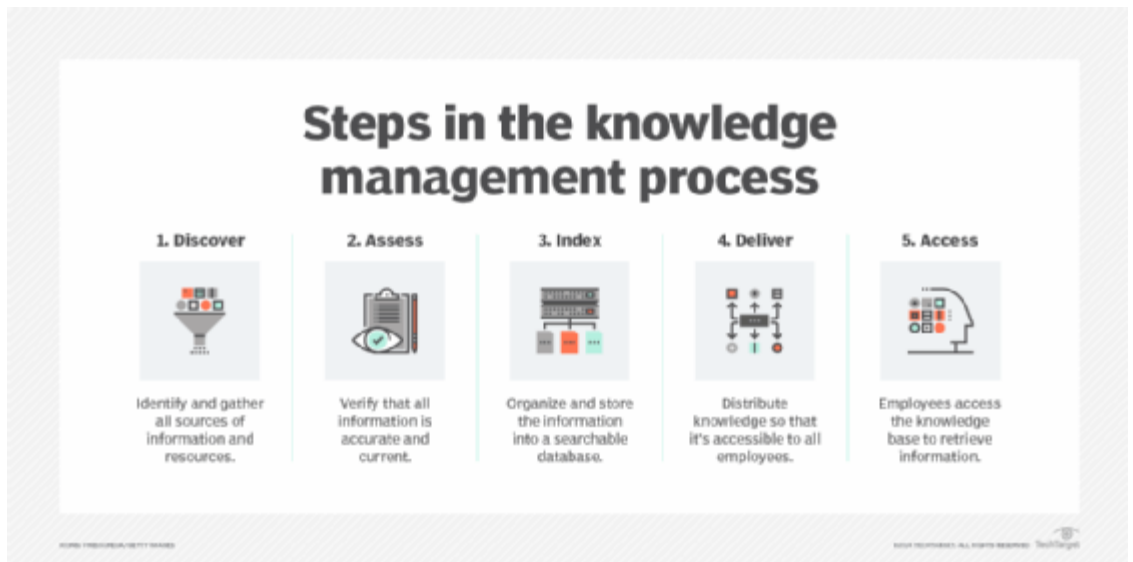 Steps in the knowledge
management process
1. Discover
Identify and gather
all sources of
information and
resources.
2. Assess
Verify that all
information is
accurate and
current.
3. Index
Organize and store
the information
into a searchable
database.
4. Deliver
Distribute
knowledge so that
it's accessible to all
employees.
5. Access
Employees access
the knowledge
base to retrieve
information.
ALL RIGHTS RESERVED TechTarget